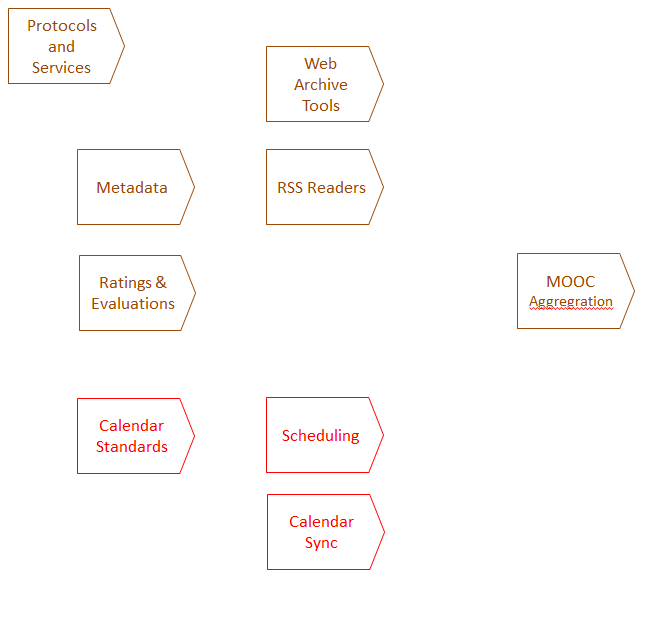 Protocols
and
Services
Web
Archive
Tools
Metadata
RSS Readers
Ratings &
Evaluations
MOOC
Aggregration
Calendar
Standards
Scheduling
Calendar
Sync